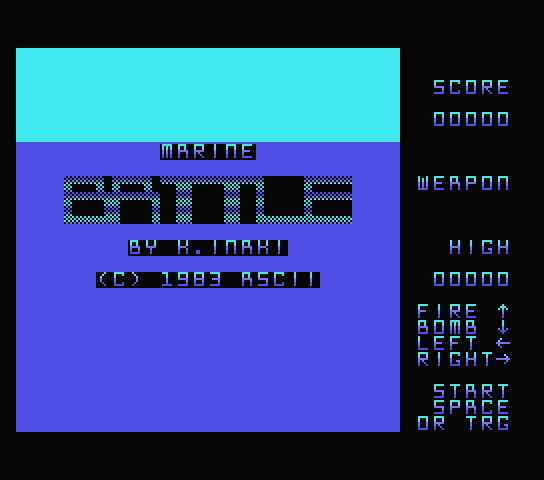 MARINE
BATTLE
BY K.INAKI
(C) 1983 ASCII
SCORE
00000
WEAPON
HIGH
00000
FIRE ↑
BOMB ↓
LEFT ←
RIGHT→
START
SPACE
OR TRG